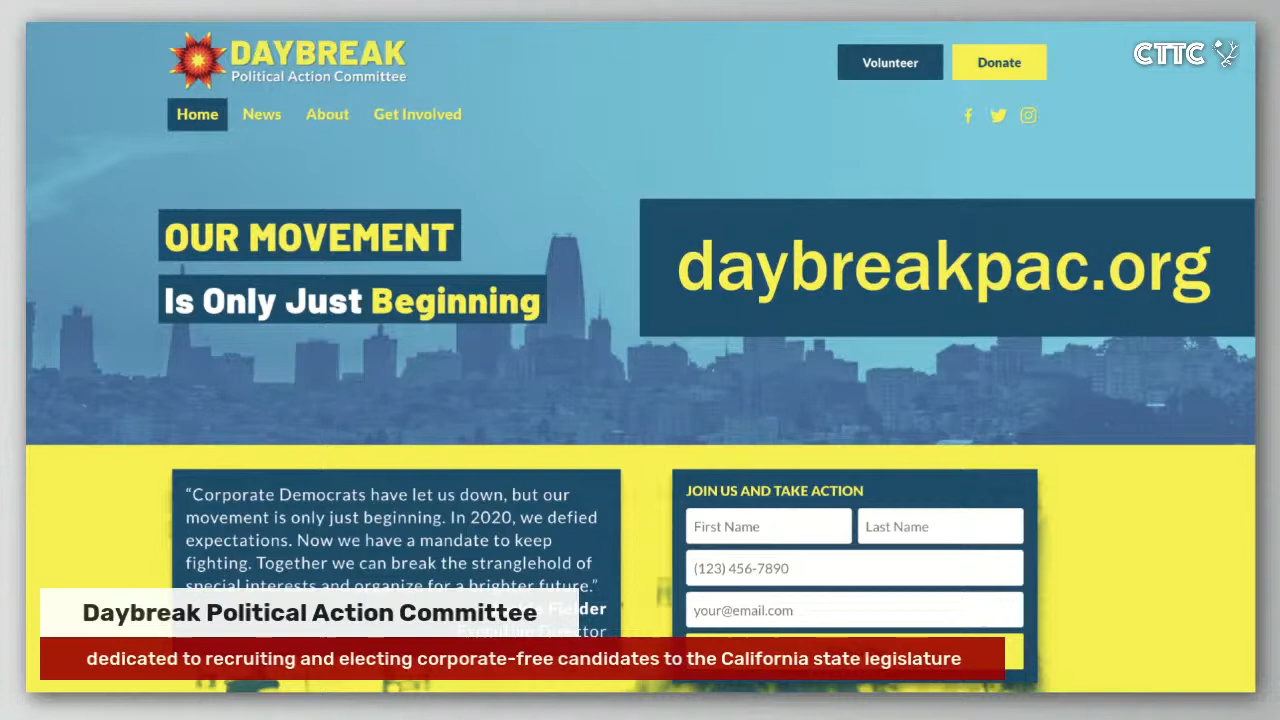 CTTC
DAYBREAK
Political Action Committee
Volunteer
Donate
Home
News
About
Get Involved
OUR MOVEMENT
Is Only Just Beginning
daybreakpac.org
“Corporate Democrats have let us down, but our
movement is only just beginning. In 2020, we defied
expectations. Now we have a mandate to keep
fighting. Together we can break the stranglehold of
special interests and organize for a brighter future.”
Fielder
Executive Director
JOIN US AND TAKE ACTION
First Name
Last Name
(123) 456-7890
your@email.com
Daybreak Political Action Committee
dedicated to recruiting and electing corporate-free candidates to the California state legislature